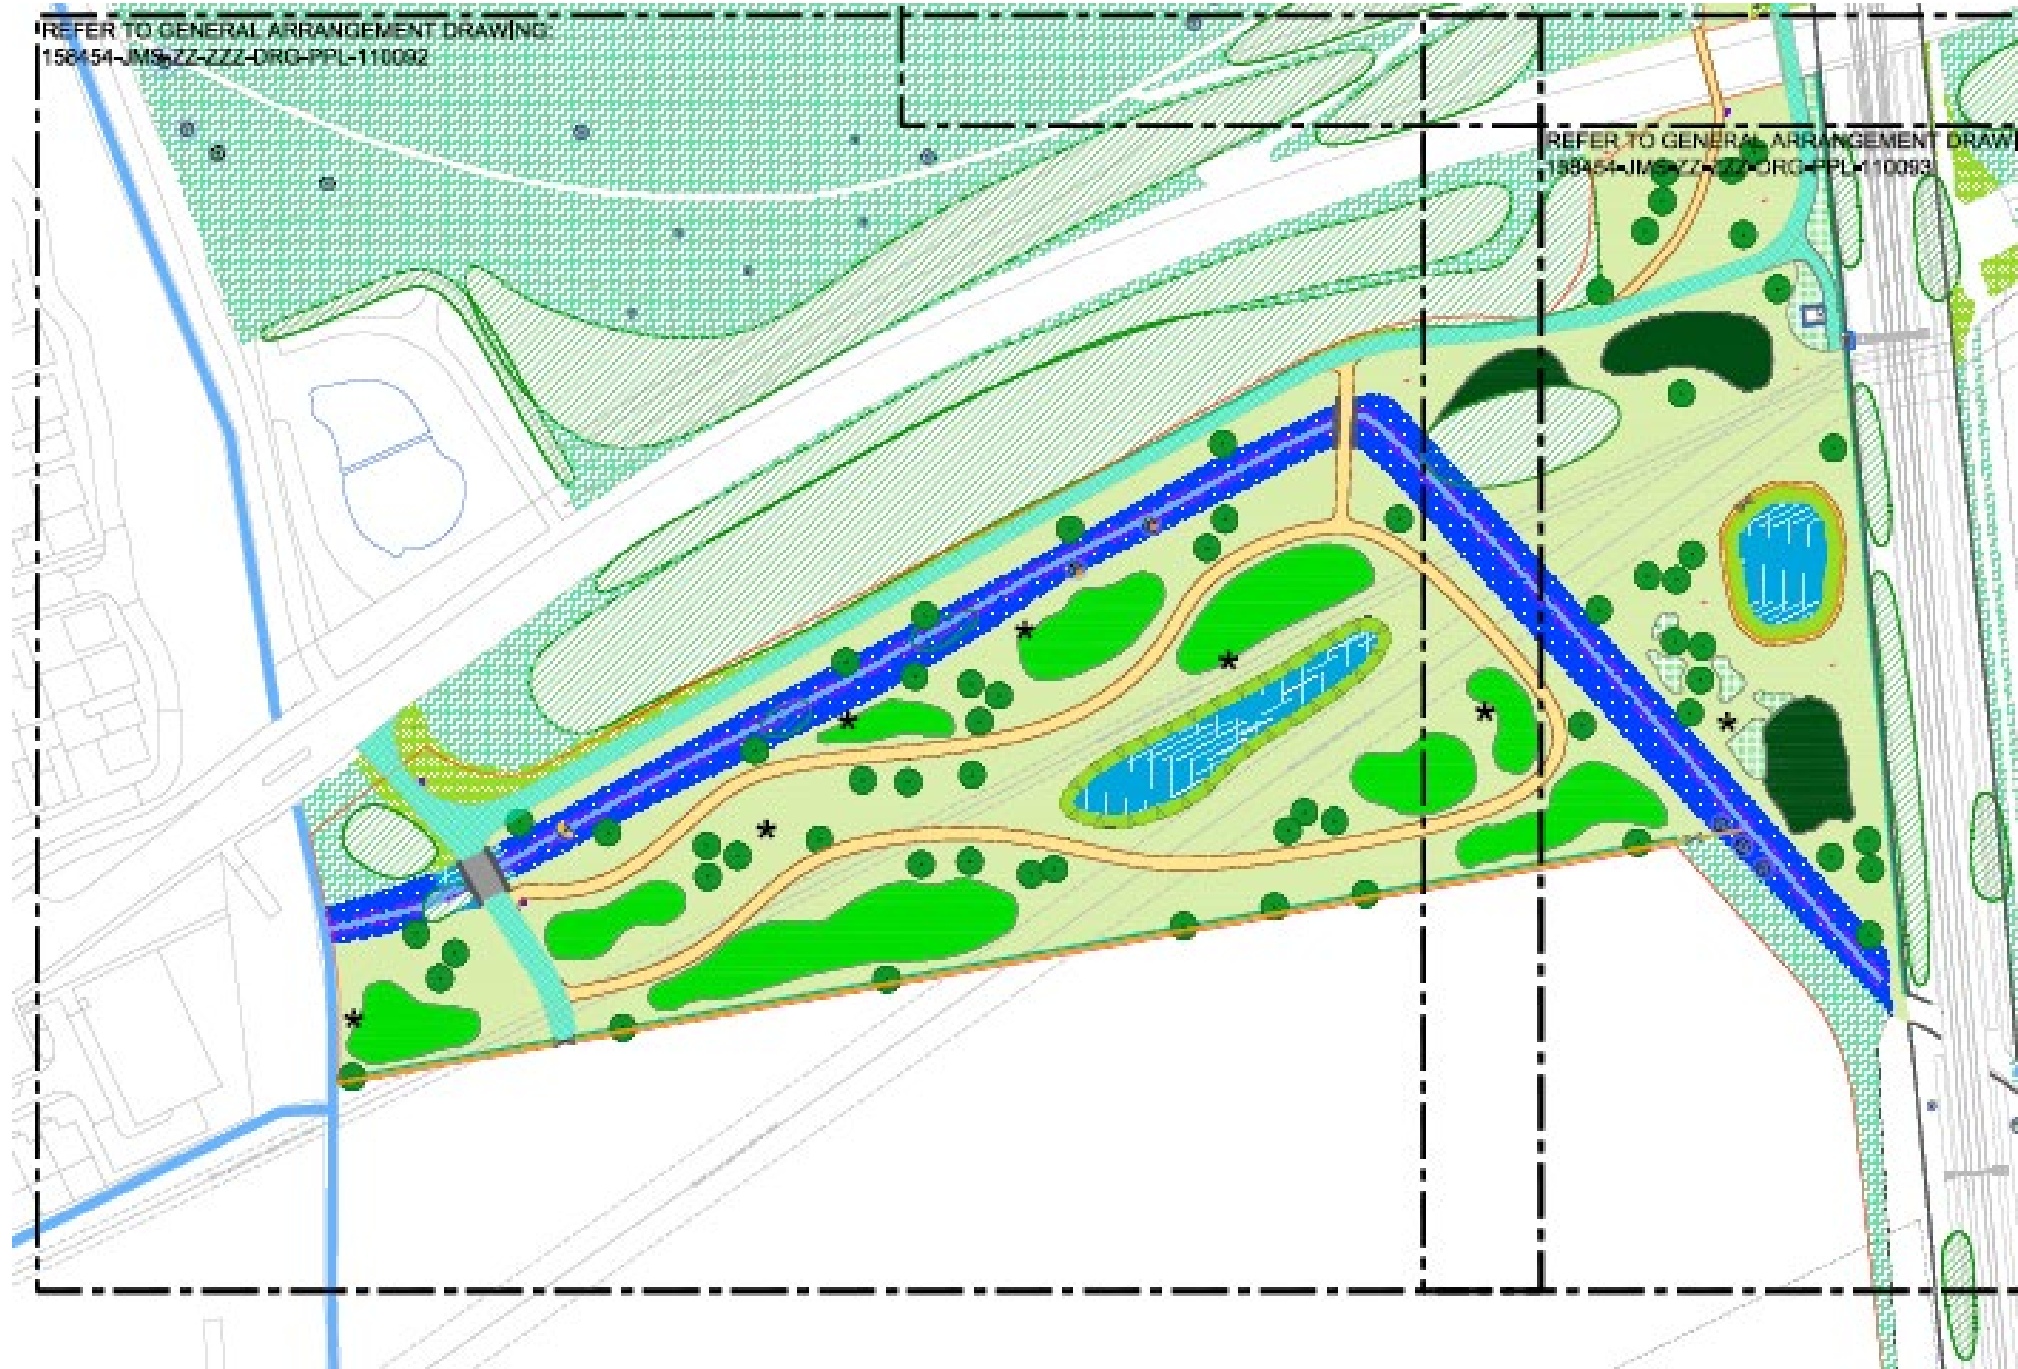 REFER TO GENERAL ARRANGEMENT DRAWING:
158454-JMS-ZZ-ZZZ-DRG-PPL-110092
REFER TO GENERAL ARRANGEMENT DRAWI
158454-JMS-ZZ-ZZZ-DRG-PPL-110093